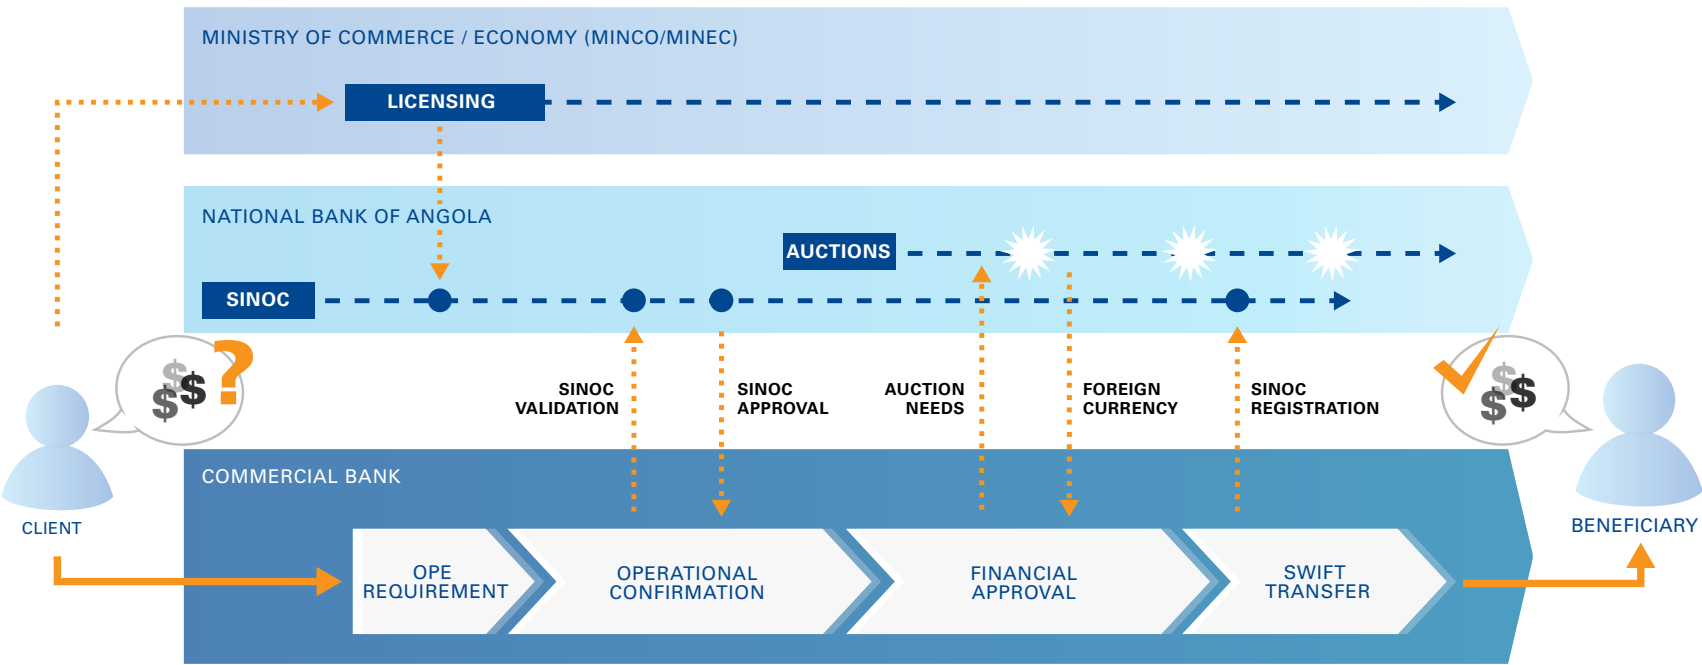 MINISTRY OF COMMERCE / ECONOMY (MINCO/MINEC)
LICENSING
NATIONAL BANK OF ANGOLA
AUCTIONS
SINOC
$ $ $ ?
$ $ $
SINOC
VALIDATION
SINOC
APPROVAL
AUCTION
NEEDS
FOREIGN
CURRENCY
SINOC
REGISTRATION
CLIENT
BENEFICIARY
COMMERCIAL BANK
OPE
REQUIREMENT
OPERATIONAL
CONFIRMATION
FINANCIAL
APPROVAL
SWIFT
TRANSFER